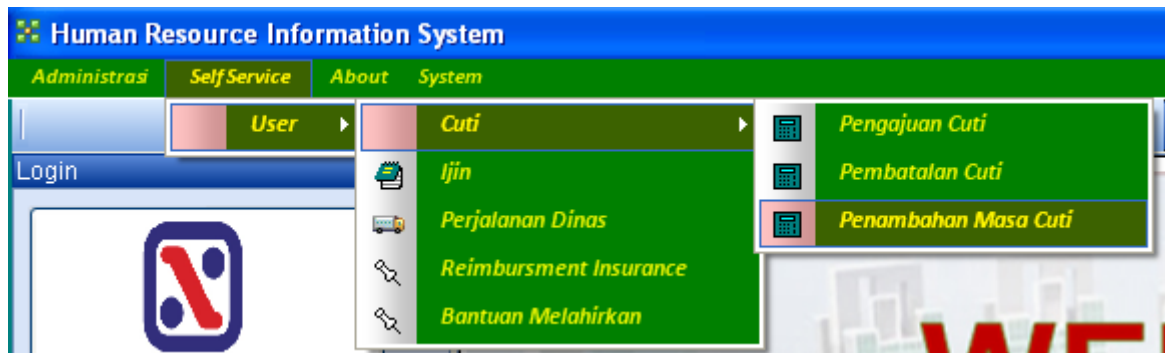 Human Resource Information System
Administrasi Self Service About System
User
Cuti
Ijin
Perjalanan Dinas
Reimbursment Insurance
Bantuan Melahirkan
Pengajuan Cuti
Pembatalan Cuti
Penambahan Masa Cuti
Login